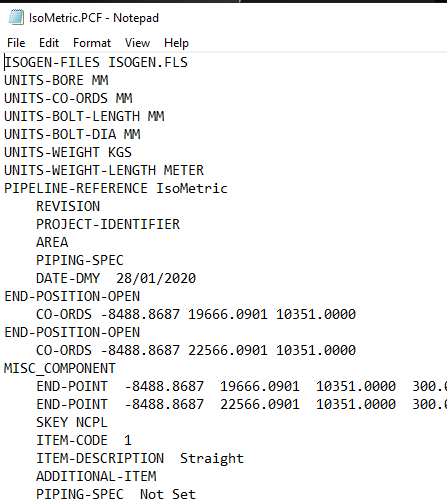 IsoMetric.PCF - Notepad
File Edit Format View Help
ISOGEN-FILES ISOGEN.FLS
UNITS-BORE MM
UNITS-CO-ORDS MM
UNITS-BOLT-LENGTH MM
UNITS-BOLT-DIA MM
UNITS-WEIGHT KGS
UNITS-WEIGHT-LENGTH METER
PIPELINE-REFERENCE IsoMetric
    REVISION
    PROJECT-IDENTIFIER
    AREA
    PIPING-SPEC
    DATE-DMY  28/01/2020
END-POSITION-OPEN
    CO-ORDS -8488.8687 19666.0901 10351.0000
END-POSITION-OPEN
    CO-ORDS -8488.8687 22566.0901 10351.0000
MISC_COMPONENT
    END-POINT  -8488.8687  19666.0901  10351.0000  300.
    END-POINT  -8488.8687  22566.0901  10351.0000  300.
    SKEY NCPL
    ITEM-CODE  1
    ITEM-DESCRIPTION  Straight
    ADDITIONAL-ITEM
    PIPING-SPEC  Not Set